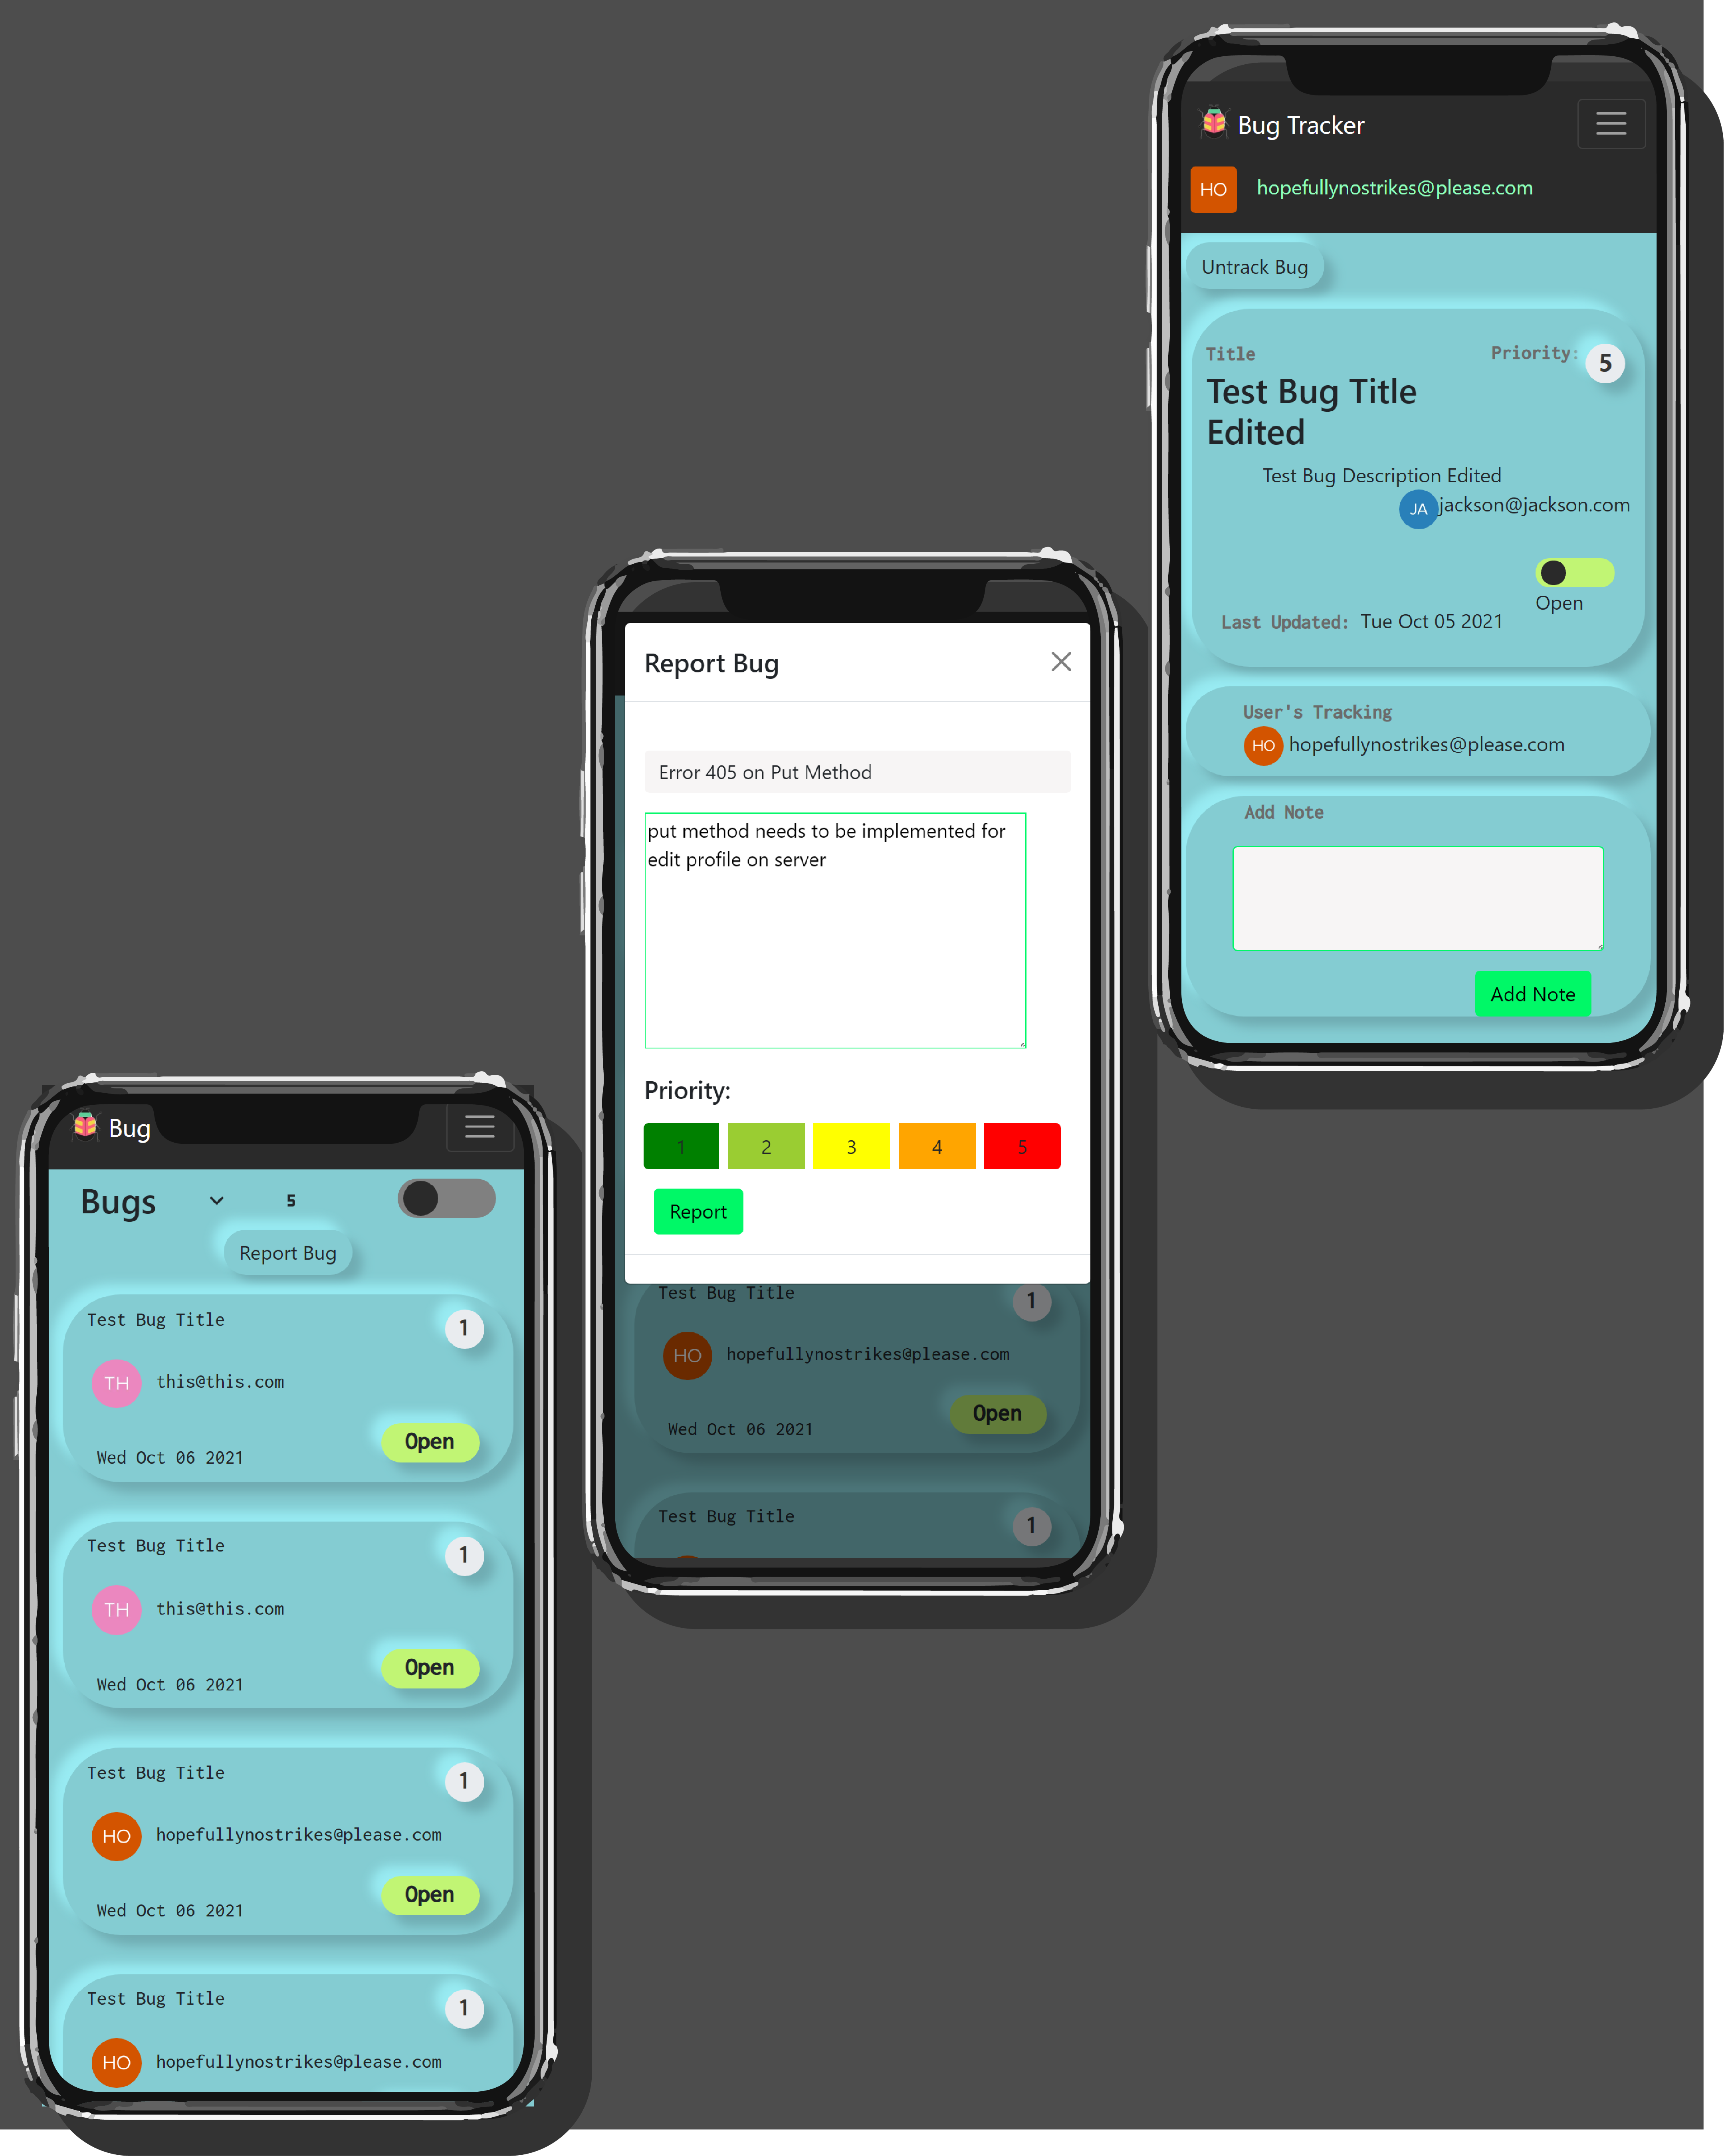 Bug Tracker
HO hopefullynostrikes@please.com
Untrack Bug
Title Priority: 5
Test Bug Title
Edited
Test Bug Description Edited
JA jackson@jackson.com
Open
Last Updated: Tue Oct 05 2021
User's Tracking
HO hopefullynostrikes@please.com
Add Note
Add Note
Report Bug
Error 405 on Put Method
put method needs to be implemented for
edit profile on server
Priority:
1 2 3 4 5
Report
Test Bug Title 1
HO hopefullynostrikes@please.com
Open
Wed Oct 06 2021
Test Bug Title 1
Bug
Bugs 5
Report Bug
Test Bug Title 1
TH this@this.com
Open
Wed Oct 06 2021
Test Bug Title 1
TH this@this.com
Open
Wed Oct 06 2021
Test Bug Title 1
HO hopefullynostrikes@please.com
Open
Wed Oct 06 2021
Test Bug Title 1
HO hopefullynostrikes@please.com